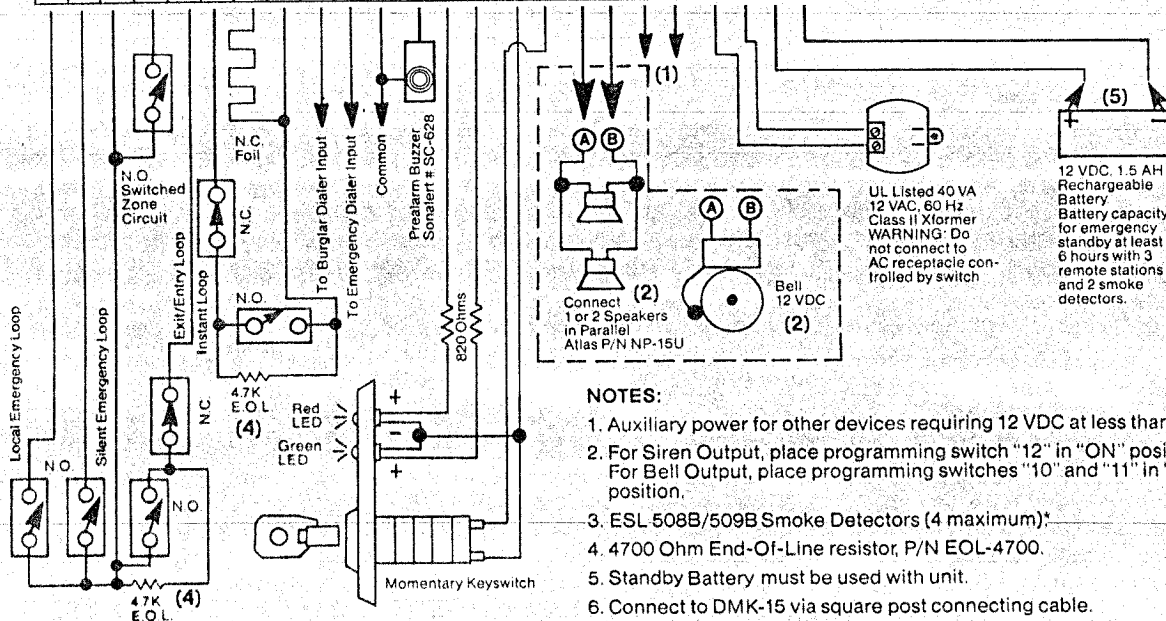 N.O.
Switched
Zone
Circuit
N.C.
Foil
Local Emergency Loop
Silent Emergency Loop
Exit/Entry Loop
Instant Loop
N.C.
N.O.
4.7K
E.O.L
(4)
N.C.
N.O.
N.O.
4.7K
E.O.L.
(4)
To Burglar Dialer Input
To Emergency Dialer Input
Common
Prealarm Buzzer
Sonalert # SC-628
820 Ohms
Red
LED
Green
LED
+
−
+
Momentary Keyswitch
(1)
A B
(2)
Connect
1 or 2 Speakers
in Parallel
Atlas P/N NP-15U
A B
Bell
12 VDC
(2)
UL Listed 40 VA
12 VAC, 60 Hz
Class II Xformer
WARNING: Do
not connect to
AC receptacle con-
trolled by switch
(5)
+ −
12 VDC, 1.5 AH
Rechargeable
Battery.
Battery capacity
for emergency
standby at least
6 hours with 3
remote stations
and 2 smoke
detectors.
NOTES:
1. Auxiliary power for other devices requiring 12 VDC at less than
2. For Siren Output, place programming switch "12" in "ON" posi
For Bell Output, place programming switches "10" and "11" in "
position.
3. ESL 508B/509B Smoke Detectors (4 maximum)*
4. 4700 Ohm End-Of-Line resistor, P/N EOL-4700.
5. Standby Battery must be used with unit.
6. Connect to DMK-15 via square post connecting cable.